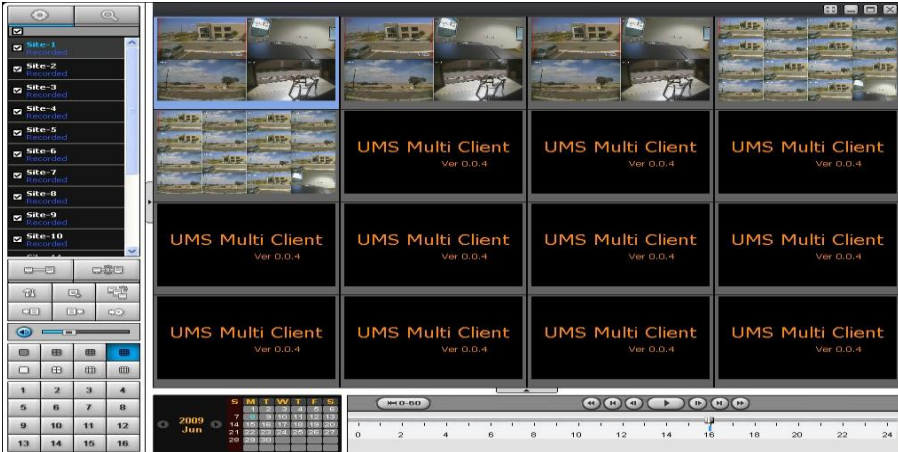 Site-1
Recorded
Site-2
Recorded
Site-3
Recorded
Site-4
Recorded
Site-5
Recorded
Site-6
Recorded
Site-7
Recorded
Site-8
Recorded
Site-9
Recorded
Site-10
Recorded
1 2 3 4
5 6 7 8
9 10 11 12
13 14 15 16
UMS Multi Client UMS Multi Client UMS Multi Client
Ver 0.0.4 Ver 0.0.4 Ver 0.0.4
UMS Multi Client UMS Multi Client UMS Multi Client UMS Multi Client
Ver 0.0.4 Ver 0.0.4 Ver 0.0.4 Ver 0.0.4
UMS Multi Client UMS Multi Client UMS Multi Client UMS Multi Client
Ver 0.0.4 Ver 0.0.4 Ver 0.0.4 Ver 0.0.4
2009
Jun
S M T W T F S
1 2 3 4 5 6
7 8 9 10 11 12 13
14 15 16 17 18 19 20
21 22 23 24 25 26 27
28 29 30
0-60
0 2 4 6 8 10 12 14 16 18 20 22 24